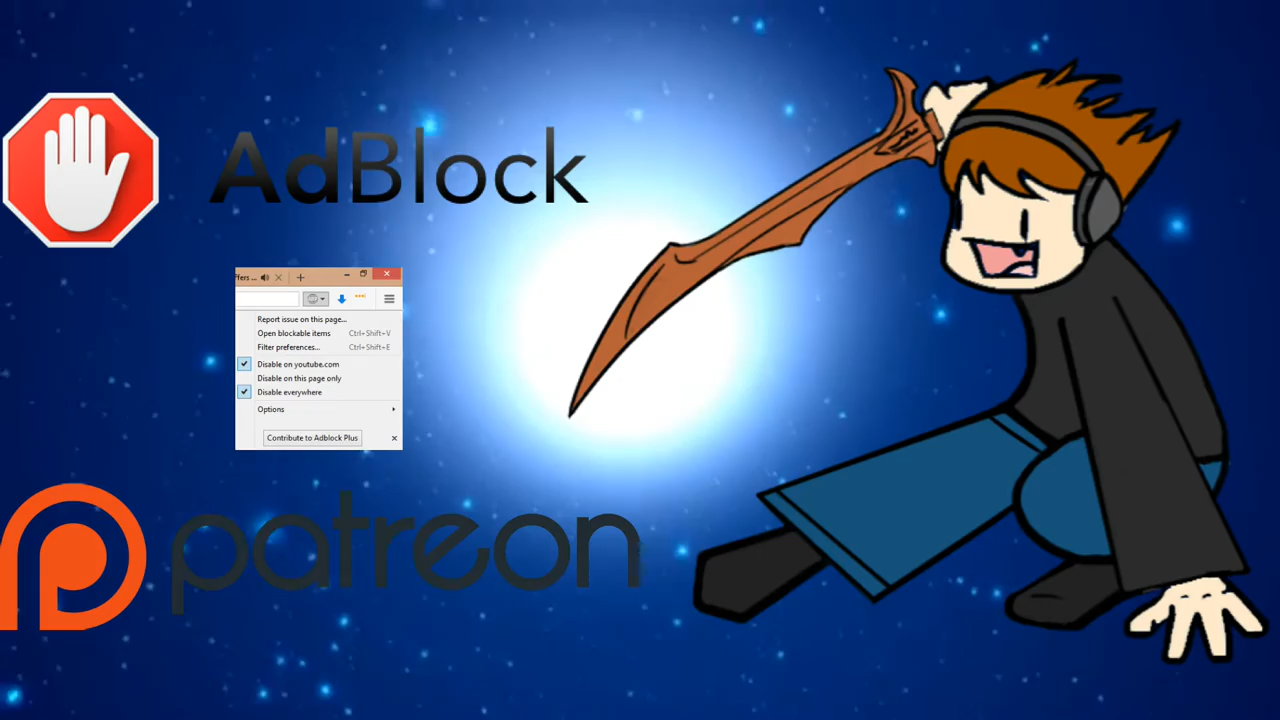 AdBlock
ffers ...
Report issue on this page...
Open blockable items Ctrl+Shift+V
Filter preferences... Ctrl+Shift+E
Disable on youtube.com
Disable on this page only
Disable everywhere
Options
Contribute to Adblock Plus
patreon